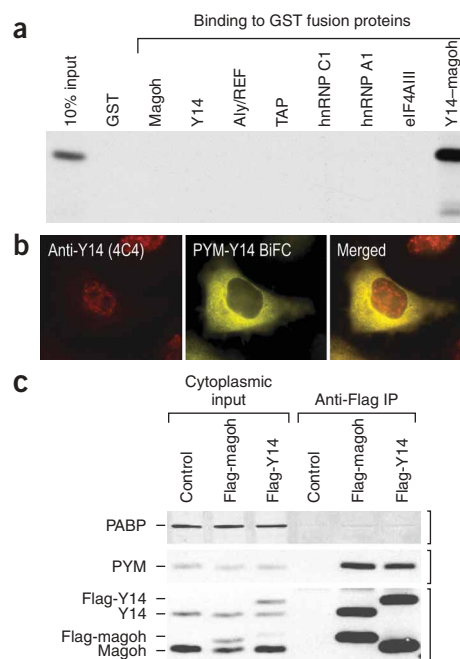 a
Binding to GST fusion proteins
10% input
GST
Magoh
Y14
Aly/REF
TAP
hnRNP C1
hnRNP A1
eIF4AIII
Y14–magoh
b
Anti-Y14 (4C4)
PYM-Y14 BiFC
Merged
c
Cytoplasmic
input
Anti-Flag IP
Control
Flag-magoh
Flag-Y14
Control
Flag-magoh
Flag-Y14
PABP
PYM
Flag-Y14
Y14
Flag-magoh
Magoh